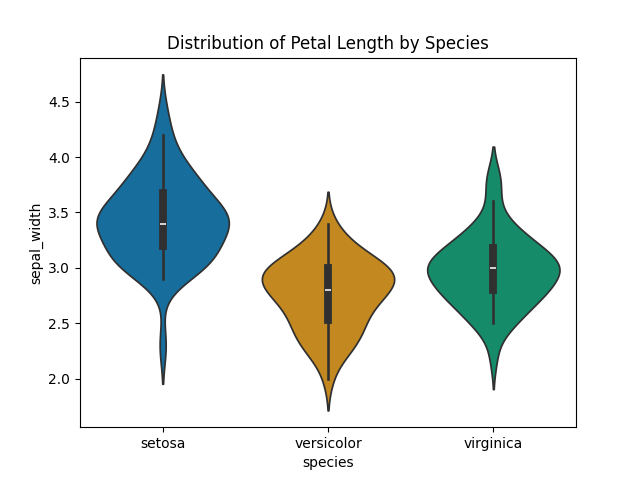 Distribution of Petal Length by Species
4.5
4.0
3.5
3.0
2.5
2.0
sepal_width
setosa
versicolor
virginica
species